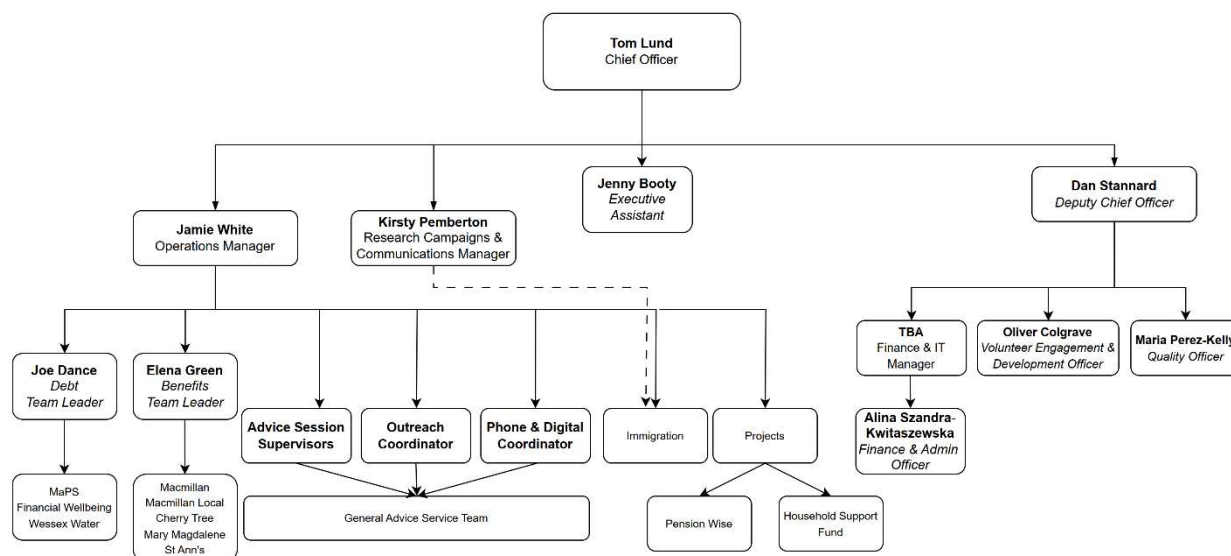 Tom Lund
Chief Officer
Jenny Booty
Executive
Assistant
Dan Stannard
Deputy Chief Officer
Jamie White
Operations Manager
Kirsty Pemberton
Research Campaigns &
Communications Manager
TBA
Finance & IT
Manager
Oliver Colgrave
Volunteer Engagement &
Development Officer
Maria Perez-Kelly
Quality Officer
Joe Dance
Debt
Team Leader
Elena Green
Benefits
Team Leader
Advice Session
Supervisors
Outreach
Coordinator
Phone & Digital
Coordinator
Immigration
Projects
Alina Szandra-
Kwitaszewska
Finance & Admin
Officer
MaPS
Financial Wellbeing
Wessex Water
Macmillan
Macmillan Local
Cherry Tree
Mary Magdalene
St Ann's
General Advice Service Team
Pension Wise
Household Support
Fund